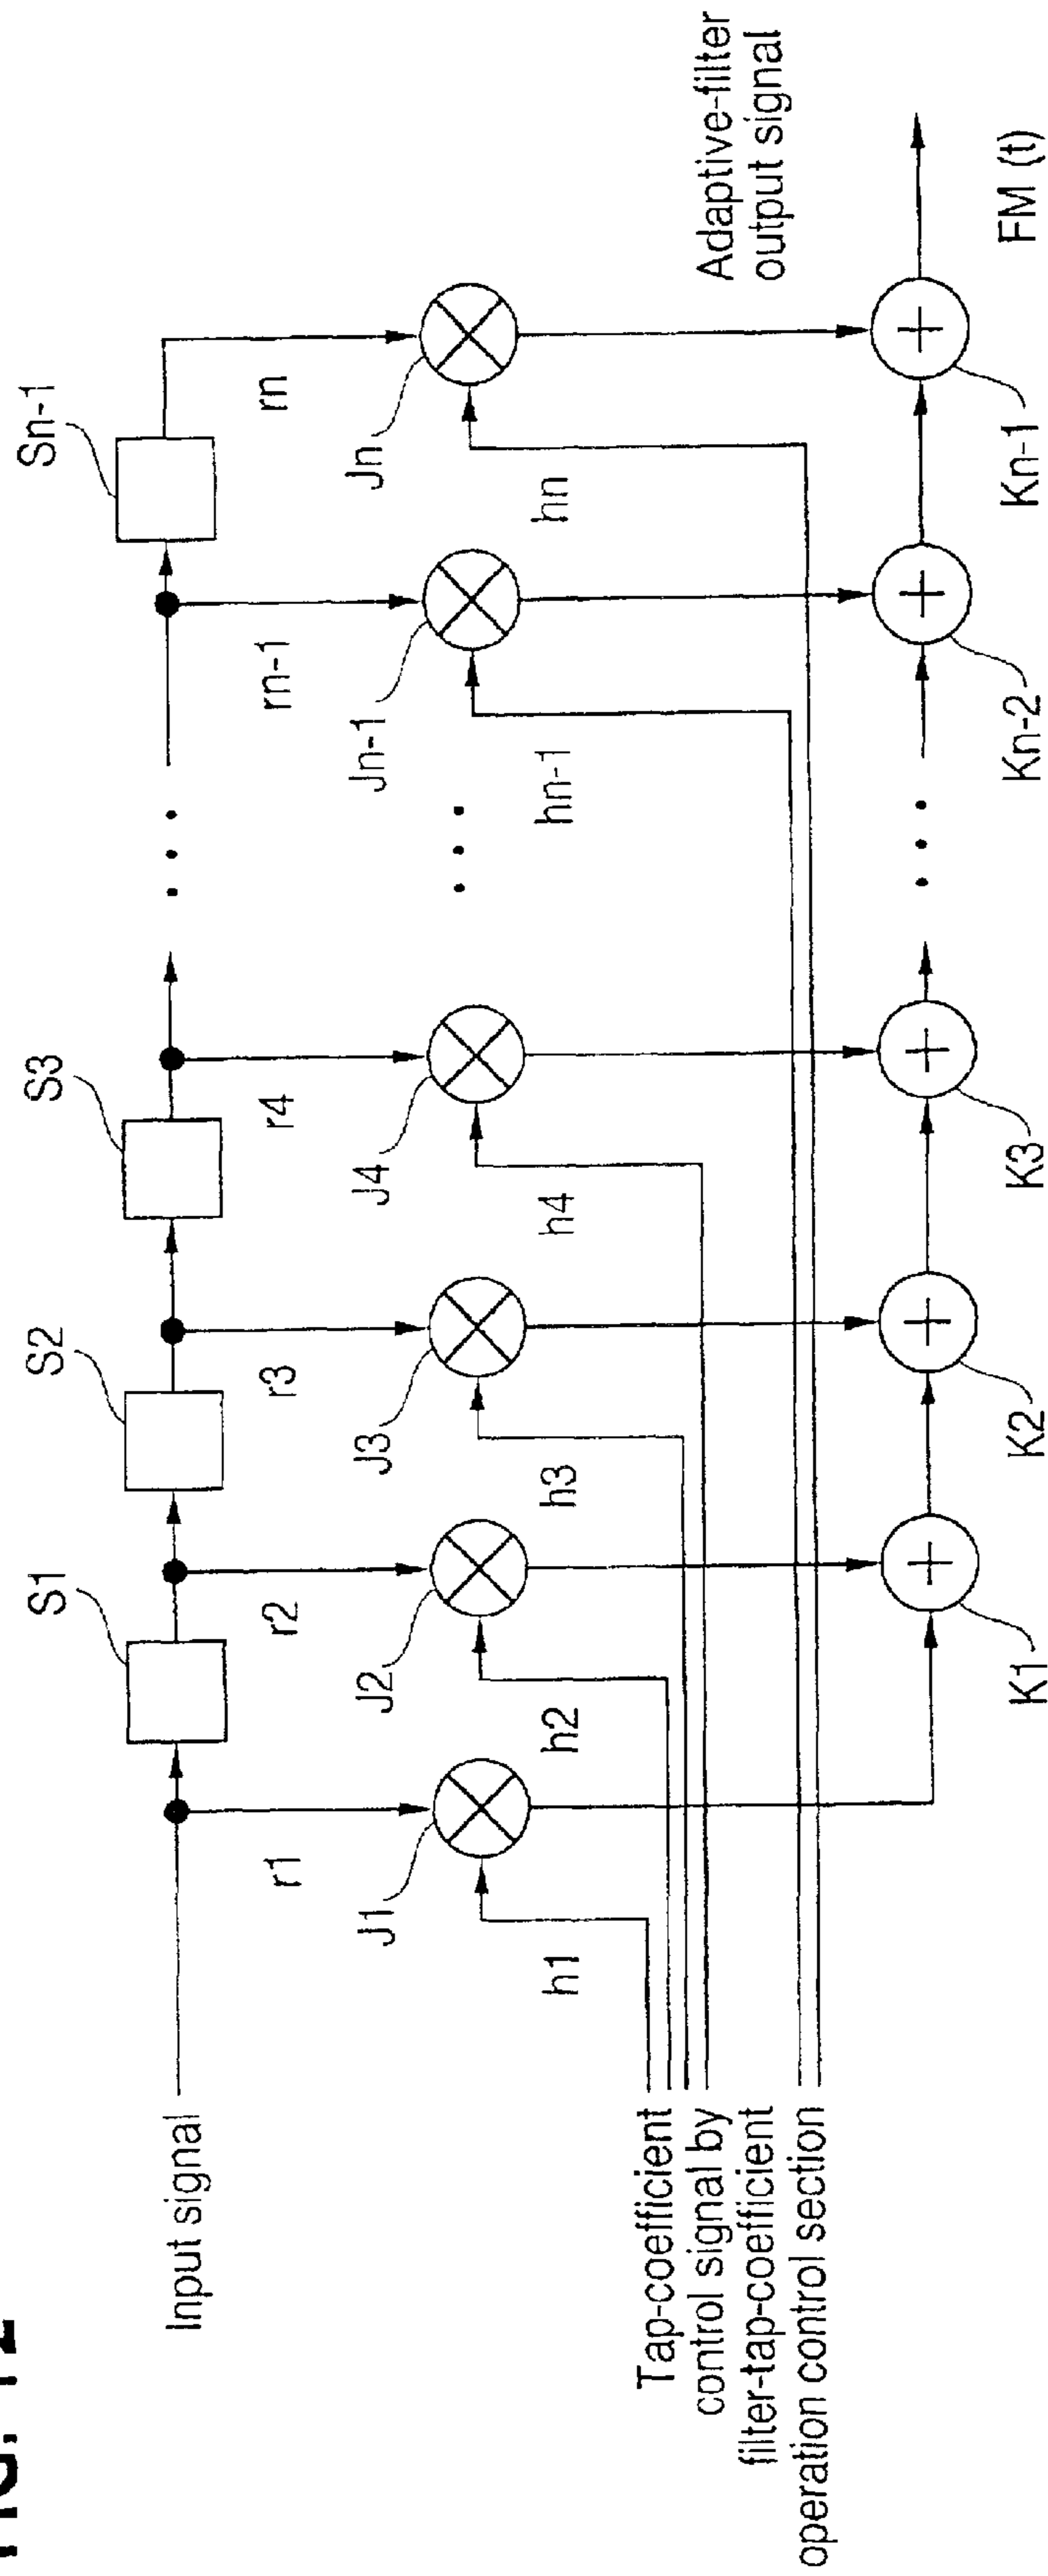 S1
S2
S3
Sn-1
Input signal
r1
r2
r3
r4
rn-1
rn
J1
J2
J3
J4
Jn-1
Jn
h1
h2
h3
h4
hn-1
hn
Tap-coefficient
control signal by
filter-tap-coefficient
operation control section
Adaptive-filter
output signal
K1
K2
K3
Kn-2
Kn-1
FM (t)